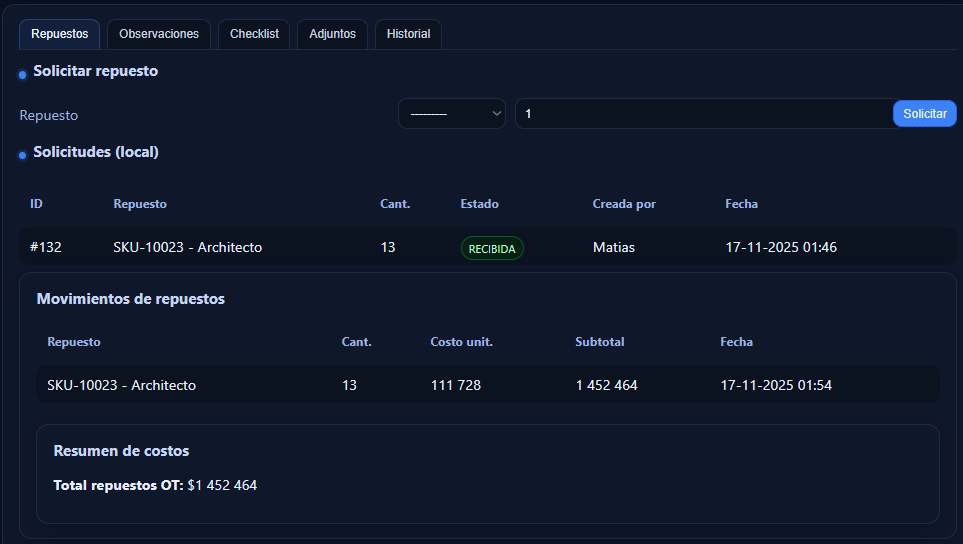 Repuestos Observaciones Checklist Adjuntos Historial
Solicitar repuesto
Repuesto --------- 1 Solicitar
Solicitudes (local)
ID Repuesto Cant. Estado Creada por Fecha
#132 SKU-10023 - Architecto 13 RECIBIDA Matias 17-11-2025 01:46
Movimientos de repuestos
Repuesto Cant. Costo unit. Subtotal Fecha
SKU-10023 - Architecto 13 111 728 1 452 464 17-11-2025 01:54
Resumen de costos
Total repuestos OT: $1 452 464